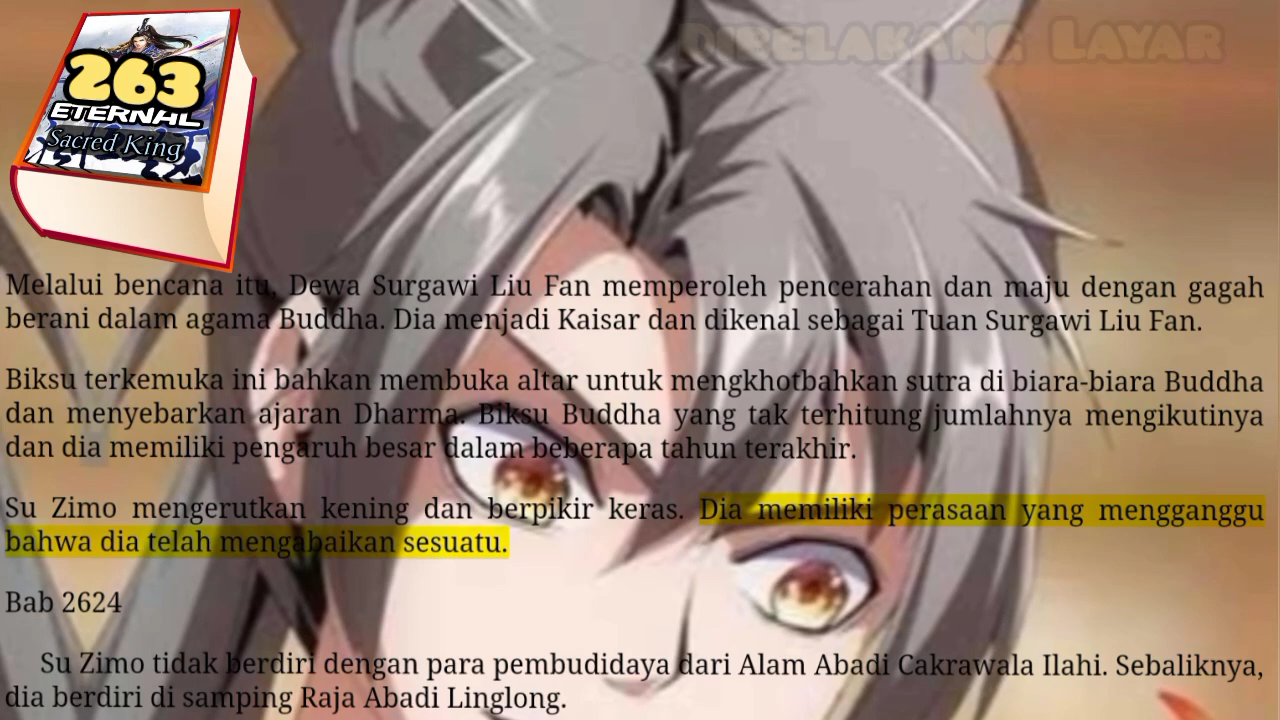 DIBELAKANG LAYAR
263
ETERNAL
Sacred King
Melalui bencana itu, Dewa Surgawi Liu Fan memperoleh pencerahan dan maju dengan gagah
berani dalam agama Buddha. Dia menjadi Kaisar dan dikenal sebagai Tuan Surgawi Liu Fan.
Biksu terkemuka ini bahkan membuka altar untuk mengkhotbahkan sutra di biara-biara Buddha
dan menyebarkan ajaran Dharma. Biksu Buddha yang tak terhitung jumlahnya mengikutinya
dan dia memiliki pengaruh besar dalam beberapa tahun terakhir.
Su Zimo mengerutkan kening dan berpikir keras. Dia memiliki perasaan yang mengganggu
bahwa dia telah mengabaikan sesuatu.
Bab 2624
Su Zimo tidak berdiri dengan para pembudidaya dari Alam Abadi Cakrawala Ilahi. Sebaliknya,
dia berdiri di samping Raja Abadi Linglong.